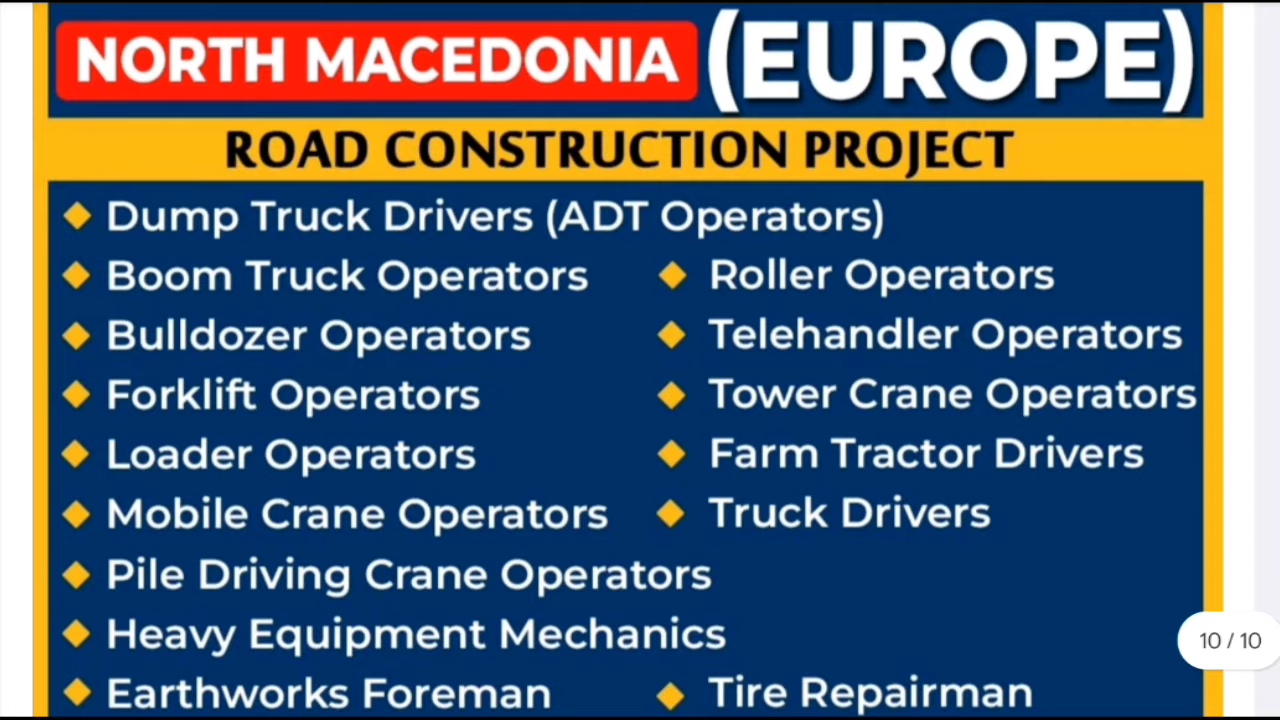 NORTH MACEDONIA (EUROPE)
ROAD CONSTRUCTION PROJECT
Dump Truck Drivers (ADT Operators)
Boom Truck Operators
Roller Operators
Bulldozer Operators
Telehandler Operators
Forklift Operators
Tower Crane Operators
Loader Operators
Farm Tractor Drivers
Mobile Crane Operators
Truck Drivers
Pile Driving Crane Operators
Heavy Equipment Mechanics
10 / 10
Earthworks Foreman
Tire Repairman